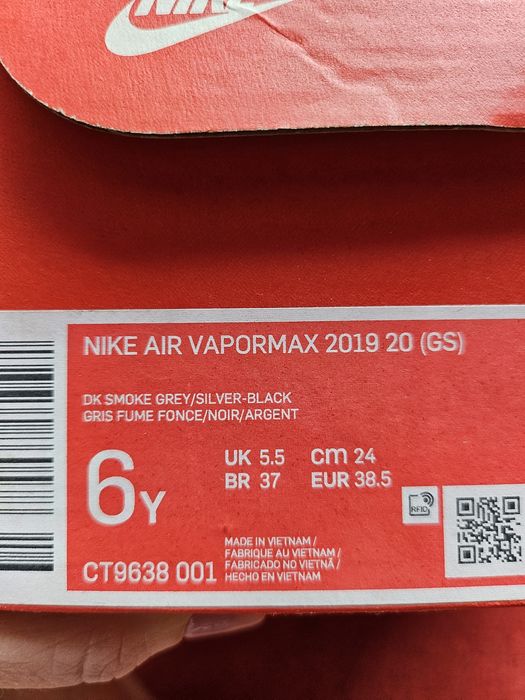 NIKE
NIKE AIR VAPORMAX 2019 20 (GS)
DK SMOKE GREY/SILVER-BLACK
GRIS FUME FONCE/NOIR/ARGENT
6Y
UK 5.5 cm 24
BR 37 EUR 38.5
RFID
MADE IN VIETNAM /
FABRIQUE AU VIETNAM /
FABRICADO NO VIETNÃ /
HECHO EN VIETNAM
CT9638 001